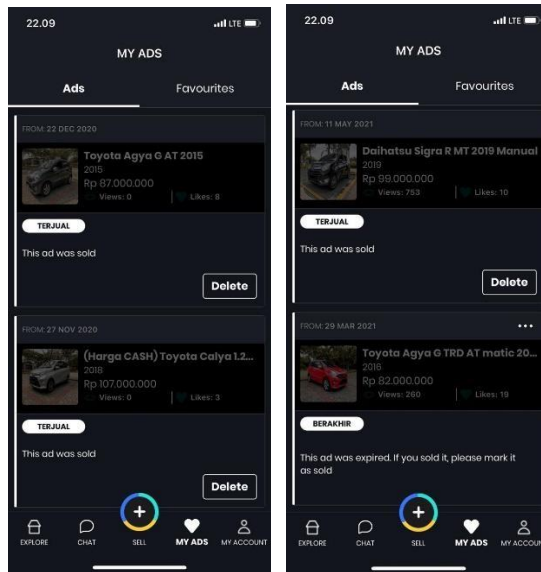 22.09
LTE
MY ADS
Ads
Favourites
FROM: 22 DEC 2020
Toyota Agya G AT 2015
2015
Rp 87.000.000
Views: 0
Likes: 8
TERJUAL
This ad was sold
Delete
FROM: 27 NOV 2020
(Harga CASH) Toyota Calya 1.2...
2018
Rp 107.000.000
Views: 0
Likes: 3
TERJUAL
This ad was sold
Delete
EXPLORE
CHAT
SELL
MY ADS
MY ACCOUNT
22.09
LTE
MY ADS
Ads
Favourites
FROM: 11 MAY 2021
Daihatsu Sigra R MT 2019 Manual
2019
Rp 99.000.000
Views: 753
Likes: 10
TERJUAL
This ad was sold
Delete
FROM: 29 MAR 2021
Toyota Agya G TRD AT matic 20...
2016
Rp 82.000.000
Views: 260
Likes: 19
BERAKHIR
This ad was expired. If you sold it, please mark it
as sold
EXPLORE
CHAT
SELL
MY ADS
MY ACCOUNT